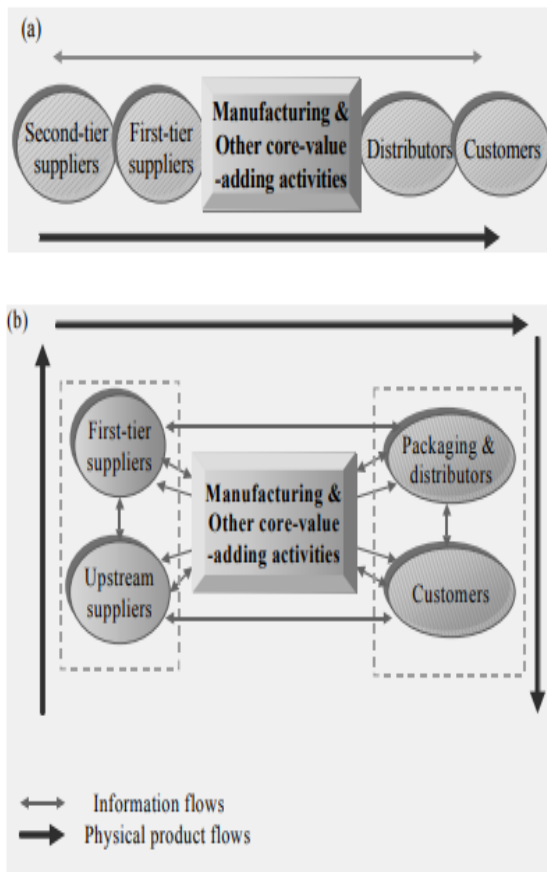 (a)
Second-tier
suppliers
First-tier
suppliers
Manufacturing &
Other core-value
-adding activities
Distributors
Customers
(b)
First-tier
suppliers
Packaging &
distributors
Manufacturing &
Other core-value
-adding activities
Upstream
suppliers
Customers
Information flows
Physical product flows